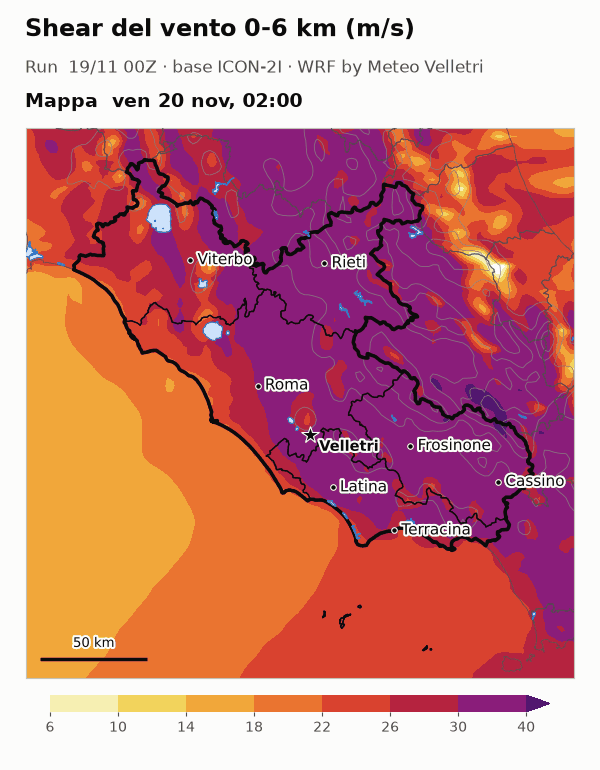 Shear del vento 0-6 km (m/s)
Run  19/11 00Z · base ICON-2I · WRF by Meteo Velletri
Mappa  ven 20 nov, 02:00
Viterbo
Rieti
Roma
Velletri
Frosinone
Latina
Cassino
Terracina
50 km
6 10 14 18 22 26 30 40